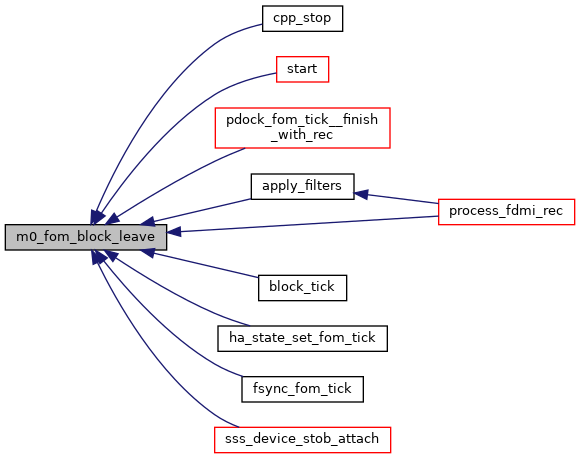 cpp_stop
start
pdock_fom_tick__finish
_with_rec
apply_filters
process_fdmi_rec
m0_fom_block_leave
block_tick
ha_state_set_fom_tick
fsync_fom_tick
sss_device_stob_attach